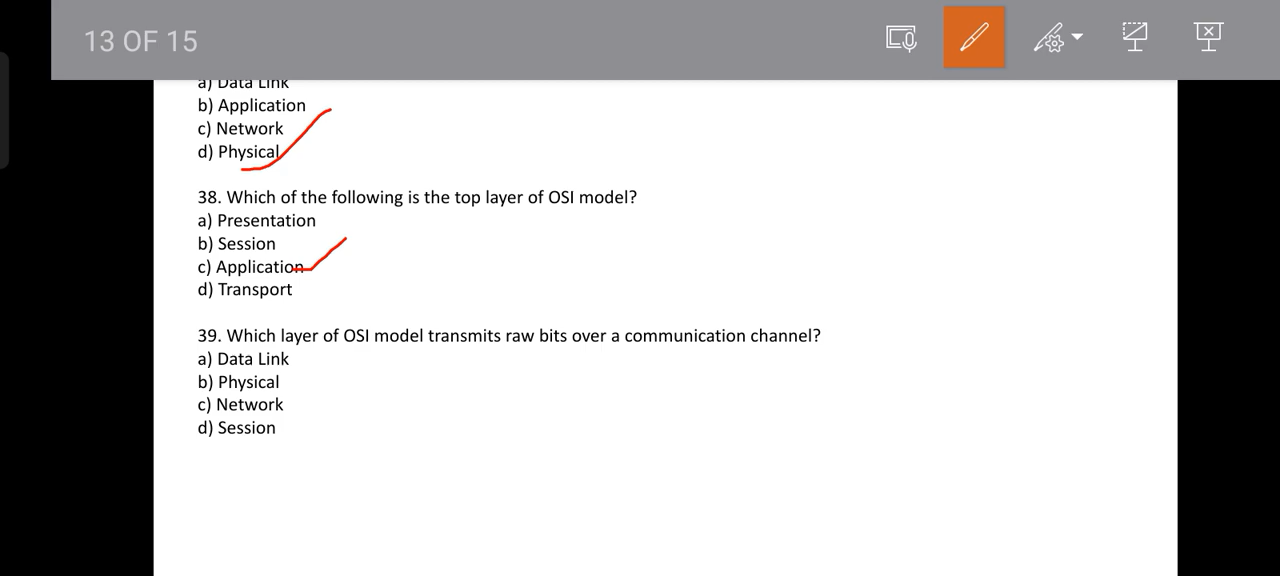 13 OF 15
a) Data Link
b) Application
c) Network
d) Physical
38. Which of the following is the top layer of OSI model?
a) Presentation
b) Session
c) Application
d) Transport
39. Which layer of OSI model transmits raw bits over a communication channel?
a) Data Link
b) Physical
c) Network
d) Session